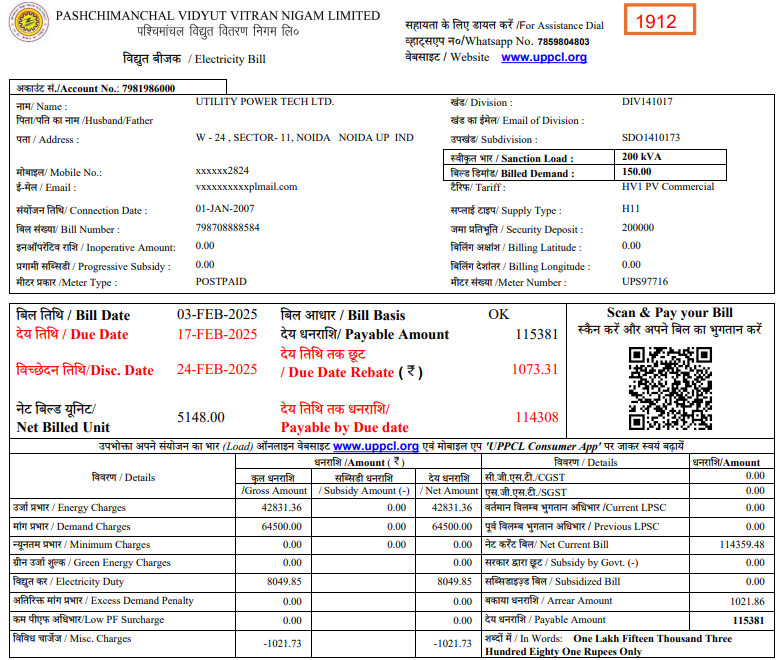 PASHCHIMANCHAL VIDYUT VITRAN NIGAM LIMITED
पश्चिमांचल विद्युत वितरण निगम लि०
विद्युत बीजक / Electricity Bill
सहायता के लिए डायल करें /For Assistance Dial
1912
व्हाट्सएप न०/Whatsapp No. 7859804803
वेबसाइट / Website www.uppcl.org
अकाउंट सं./Account No.: 7981986000
नाम/ Name : UTILITY POWER TECH LTD.
पिता/पति का नाम /Husband/Father
पता / Address : W - 24 , SECTOR- 11, NOIDA NOIDA UP IND
मोबाइल/ Mobile No.: xxxxxx2824
ई-मेल / Email : vxxxxxxxxxplmail.com
संयोंजन तिथि/ Connection Date : 01-JAN-2007
बिल संख्या/ Bill Number : 798708888584
इनऑपरेटिव राशि / Inoperative Amount: 0.00
प्रगामी सब्सिडी / Progressive Subsidy : 0.00
मीटर प्रकार/Meter Type : POSTPAID
खंड/ Division : DIV141017
खंड का ईमेल/ Email of Division :
उपखंड/ Subdivision : SDO1410173
स्वीकृत भार / Sanction Load : 200 kVA
बिल्ड डिमांड/ Billed Demand : 150.00
टैरिफ/ Tariff : HV1 PV Commercial
सप्लाई टाइप/ Supply Type : H11
जमा प्रतिभूति / Security Deposit : 200000
बिलिंग अक्षांश/ Billing Latitude : 0.00
बिलिंग देशांतर/ Billing Longitude : 0.00
मीटर संख्या /Meter Number : UPS97716
बिल तिथि / Bill Date 03-FEB-2025
देय तिथि / Due Date 17-FEB-2025
विच्छेदन तिथि/Disc. Date 24-FEB-2025
नेट बिल्ड यूनिट/
Net Billed Unit 5148.00
बिल आधार / Bill Basis OK
देय धनराशि/ Payable Amount 115381
देय तिथि तक छूट
/ Due Date Rebate ( ₹ ) 1073.31
देय तिथि तक धनराशि/
Payable by Due date 114308
Scan & Pay your Bill
स्कैन करें और अपने बिल का भुगतान करें
उपभोक्ता अपने संयोजन का भार (Load) ऑनलाइन वेबसाइट www.uppcl.org एवं मोबाइल एप 'UPPCL Consumer App' पर जाकर स्वयं बढ़ायें
विवरण / Details
धनराशि /Amount ( ₹ )
कुल धनराशि /Gross Amount
सब्सिडी धनराशि / Subsidy Amount (-)
देय धनराशि / Net Amount
उर्जा प्रभार / Energy Charges 42831.36 0.00 42831.36
मांग प्रभार / Demand Charges 64500.00 0.00 64500.00
न्यूनतम प्रभार / Minimum Charges 0.00 0.00 0.00
ग्रीन उर्जा शुल्क / Green Energy Charges 0.00 0.00
विद्युत कर / Electricity Duty 8049.85 8049.85
अतिरिक्त मांग प्रभार / Excess Demand Penalty 0.00 0.00
कम पीएफ अधिभार/Low PF Surcharge 0.00 0.00
विविध चार्जेज / Misc. Charges -1021.73 -1021.73
विवरण / Details धनराशि/Amount
सी.जी.एस.टी./CGST 0.00
एस.जी.एस.टी./SGST 0.00
वर्तमान विलम्ब भुगतान अधिभार /Current LPSC 0.00
पूर्व विलम्ब भुगतान अधिभार / Previous LPSC 0.00
नेट करेंट बिल/ Net Current Bill 114359.48
सरकार द्वारा छूट / Subsidy by Govt. (-) 0.00
सब्सिडाइज़्ड बिल / Subsidized Bill 0.00
बकाया धनराशि / Arrear Amount 1021.86
देय धनराशि / Payable Amount 115381
शब्दों में / In Words: One Lakh Fifteen Thousand Three
Hundred Eighty One Rupees Only